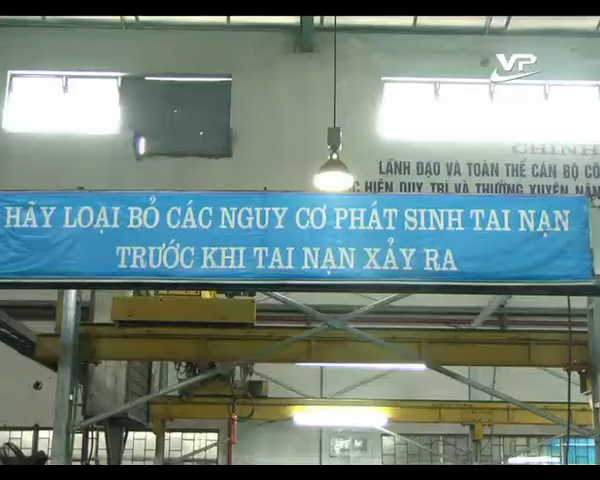 VP
CHÍNH
LÃNH ĐẠO VÀ TOÀN THỂ CÁN BỘ CÔ
HIỆN DUY TRÌ VÀ THƯỜNG XUYÊN NÂN
HÃY LOẠI BỎ CÁC NGUY CƠ PHÁT SINH TAI NẠN
TRƯỚC KHI TAI NẠN XẢY RA